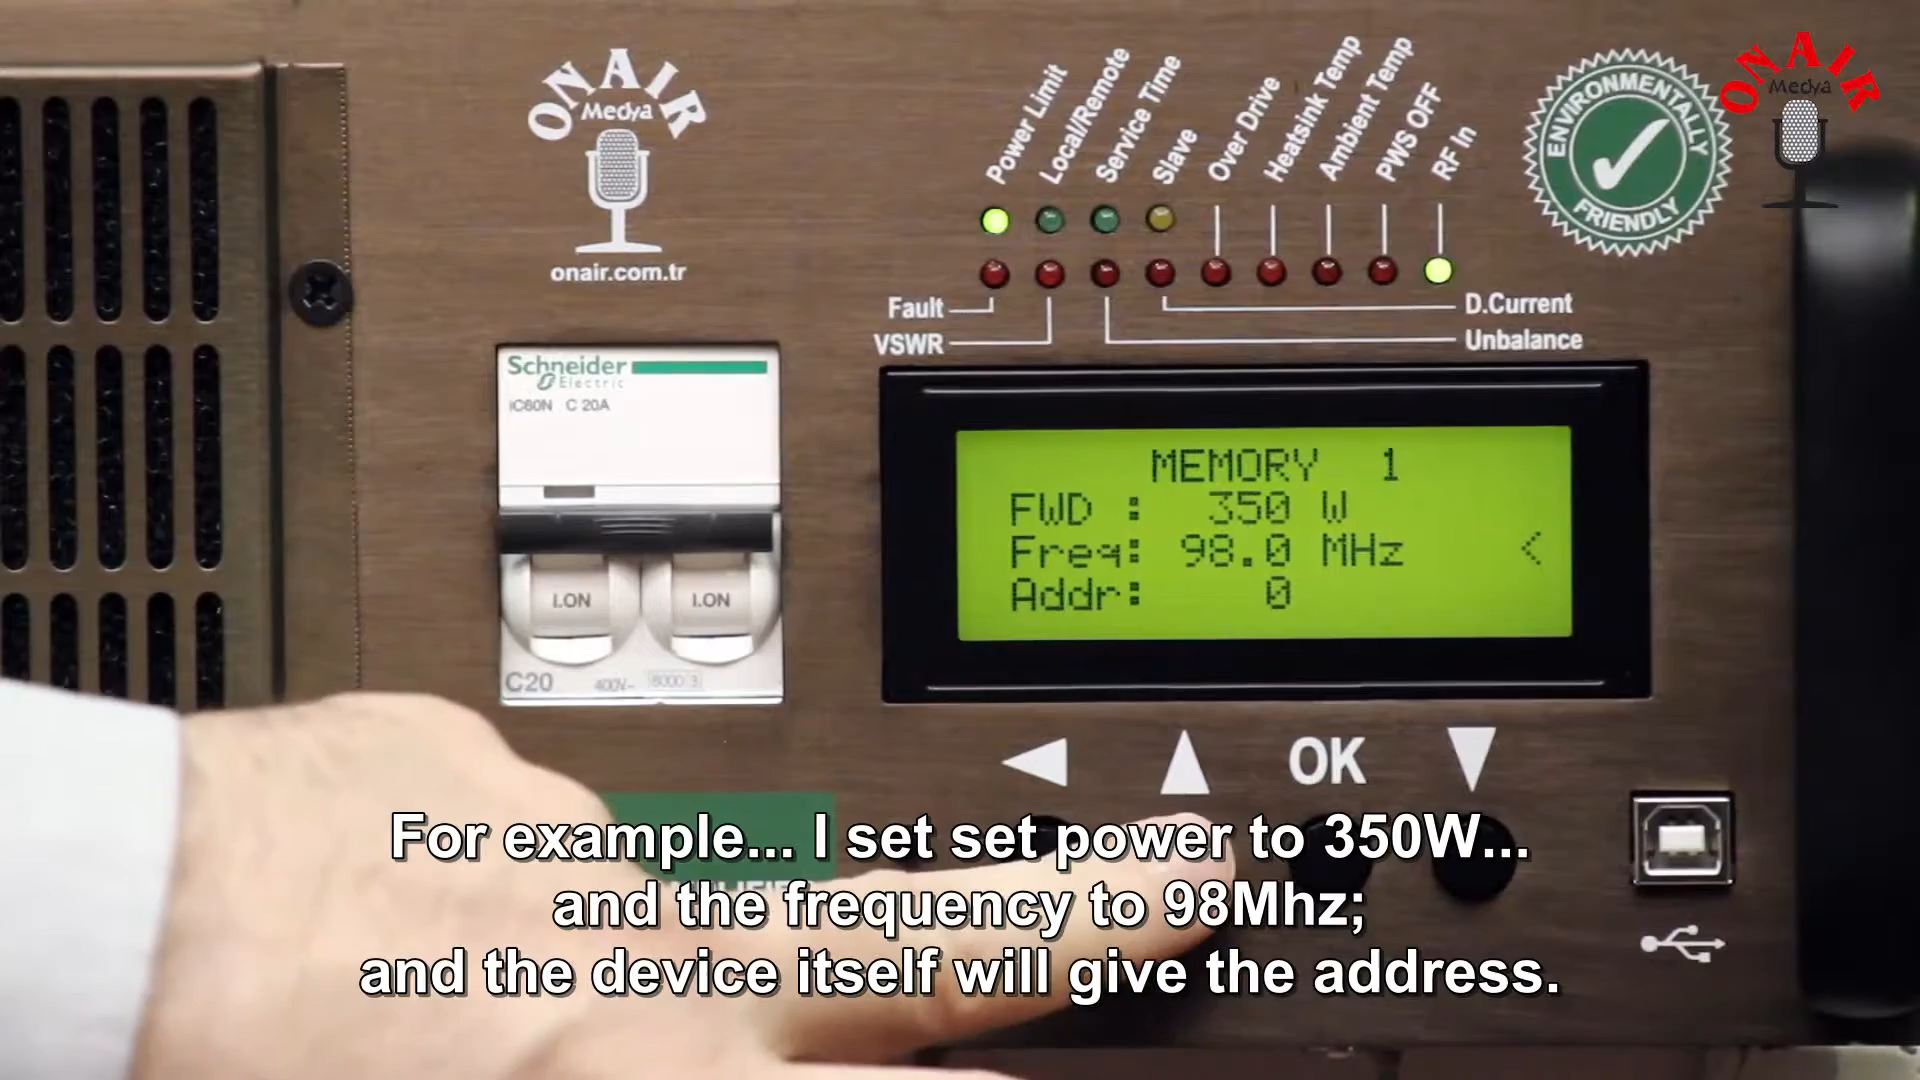 ONAIR
Medya
onair.com.tr
Power Limit
Local/Remote
Service Time
Slave
Over Drive
Heatsink Temp
Ambient Temp
PWS OFF
RF In
ENVIRONMENTALLY
FRIENDLY
ONAIR
Medya
Fault
D.Current
VSWR
Unbalance
Schneider
Electric
iC60N C 20A
I.ON I.ON
C20 400V~ 6000 3
MEMORY 1
FWD : 350 W
Freq: 98.0 MHz <
Addr: 0
OK
For example... I set set power to 350W...
and the frequency to 98Mhz;
and the device itself will give the address.